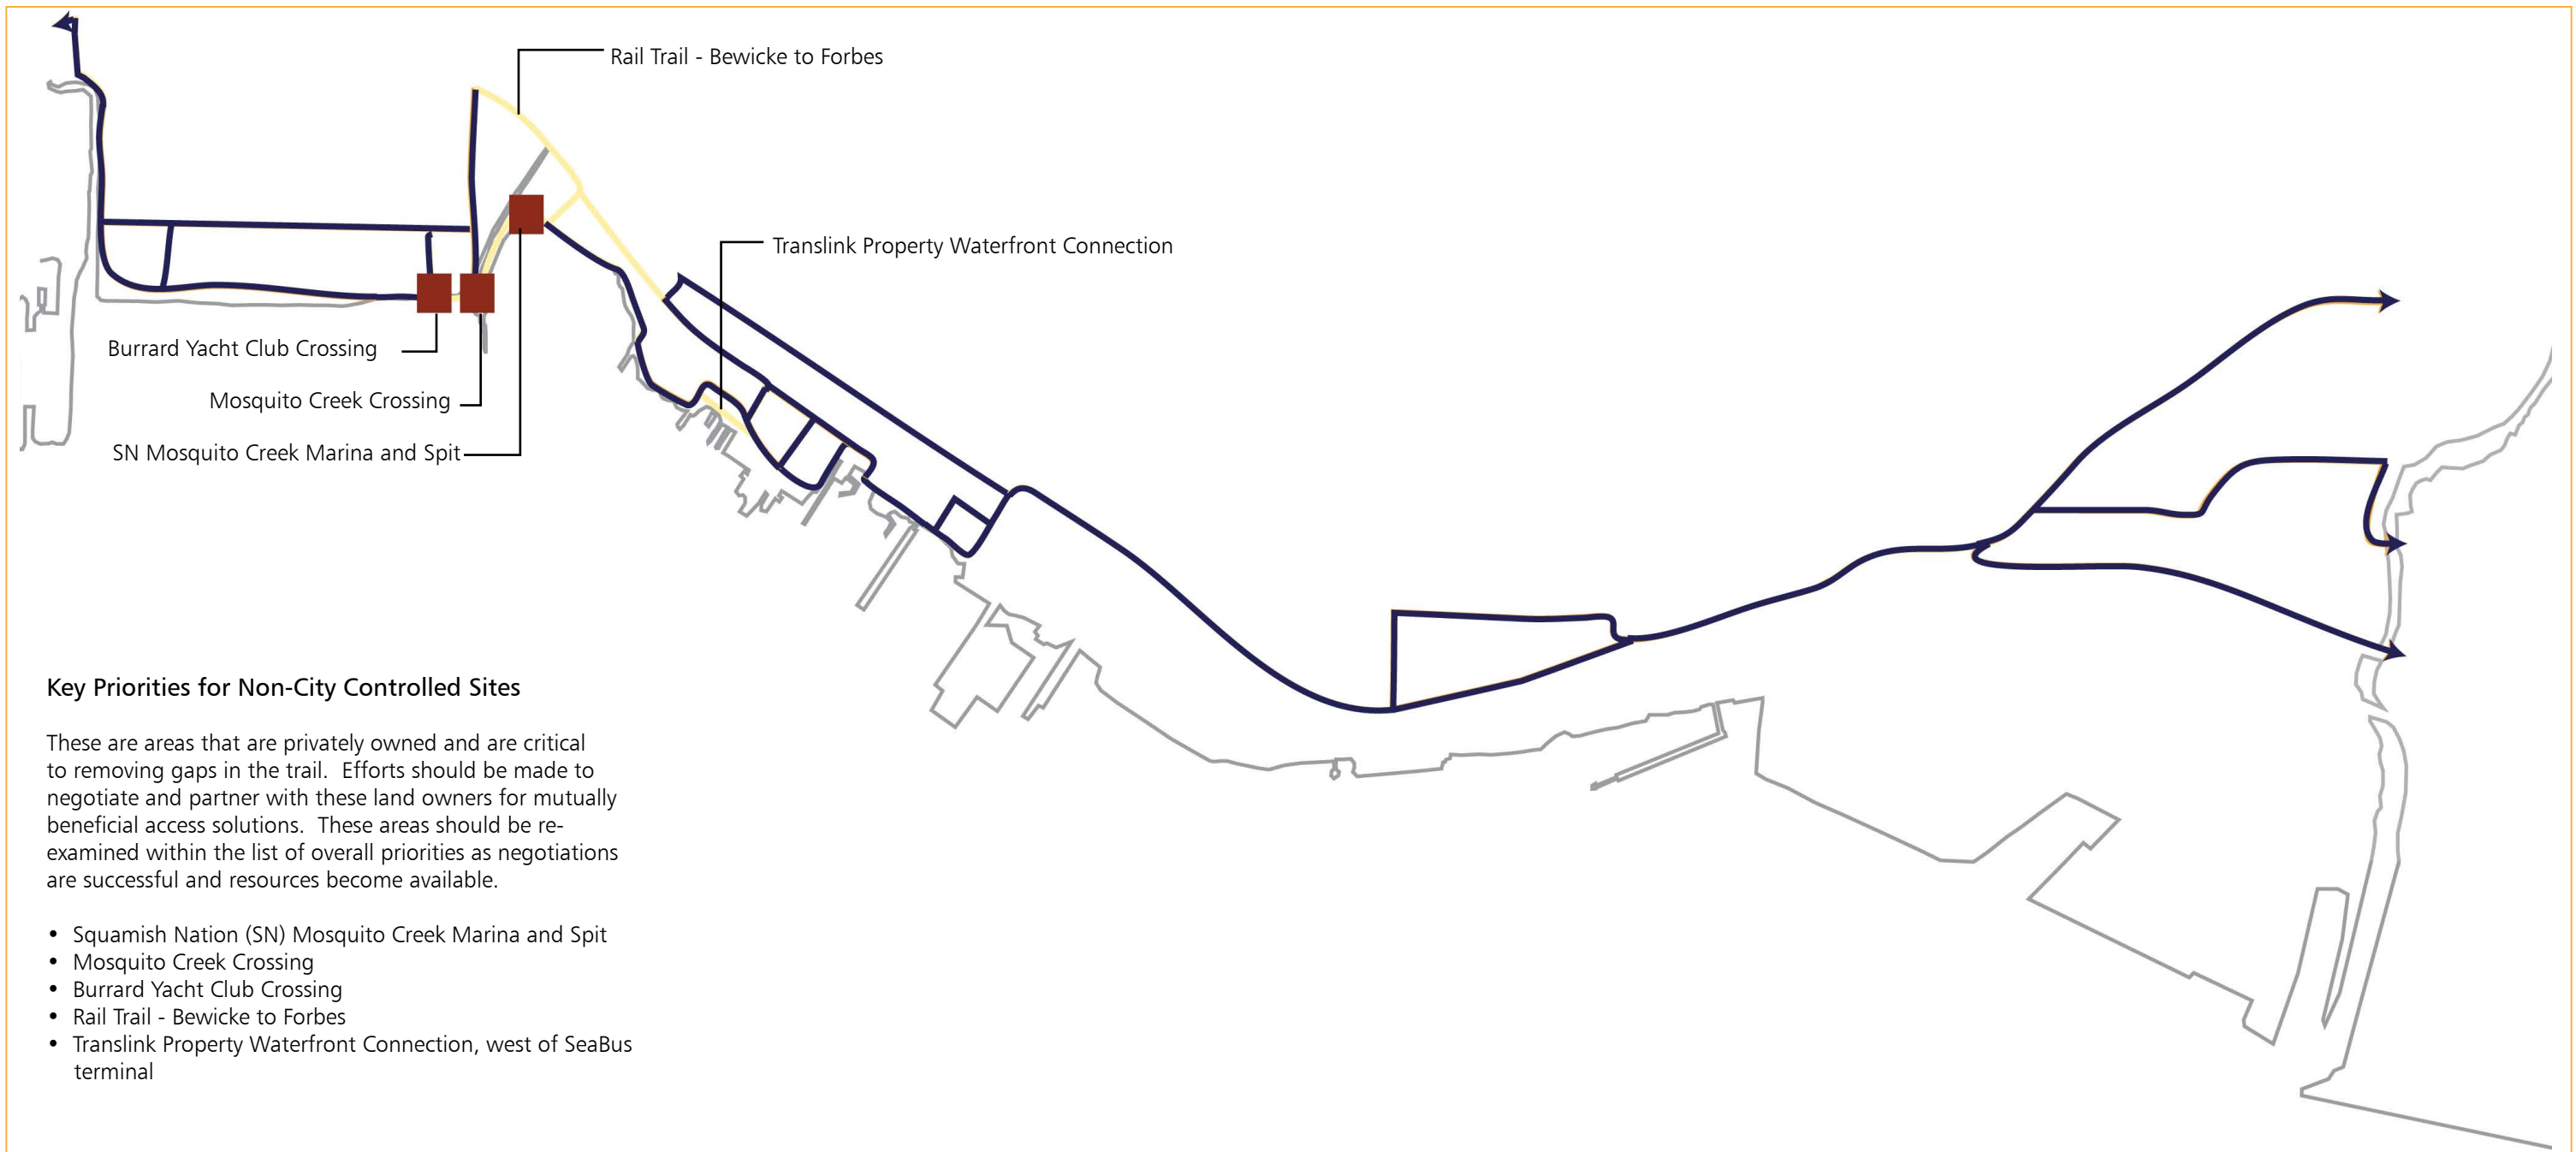 Rail Trail - Bewicke to Forbes
Translink Property Waterfront Connection
Burrard Yacht Club Crossing
Mosquito Creek Crossing
SN Mosquito Creek Marina and Spit
Key Priorities for Non-City Controlled Sites
These are areas that are privately owned and are critical
to removing gaps in the trail.  Efforts should be made to
negotiate and partner with these land owners for mutually
beneficial access solutions.  These areas should be re-
examined within the list of overall priorities as negotiations
are successful and resources become available.
• Squamish Nation (SN) Mosquito Creek Marina and Spit
• Mosquito Creek Crossing
• Burrard Yacht Club Crossing
• Rail Trail - Bewicke to Forbes
• Translink Property Waterfront Connection, west of SeaBus
terminal